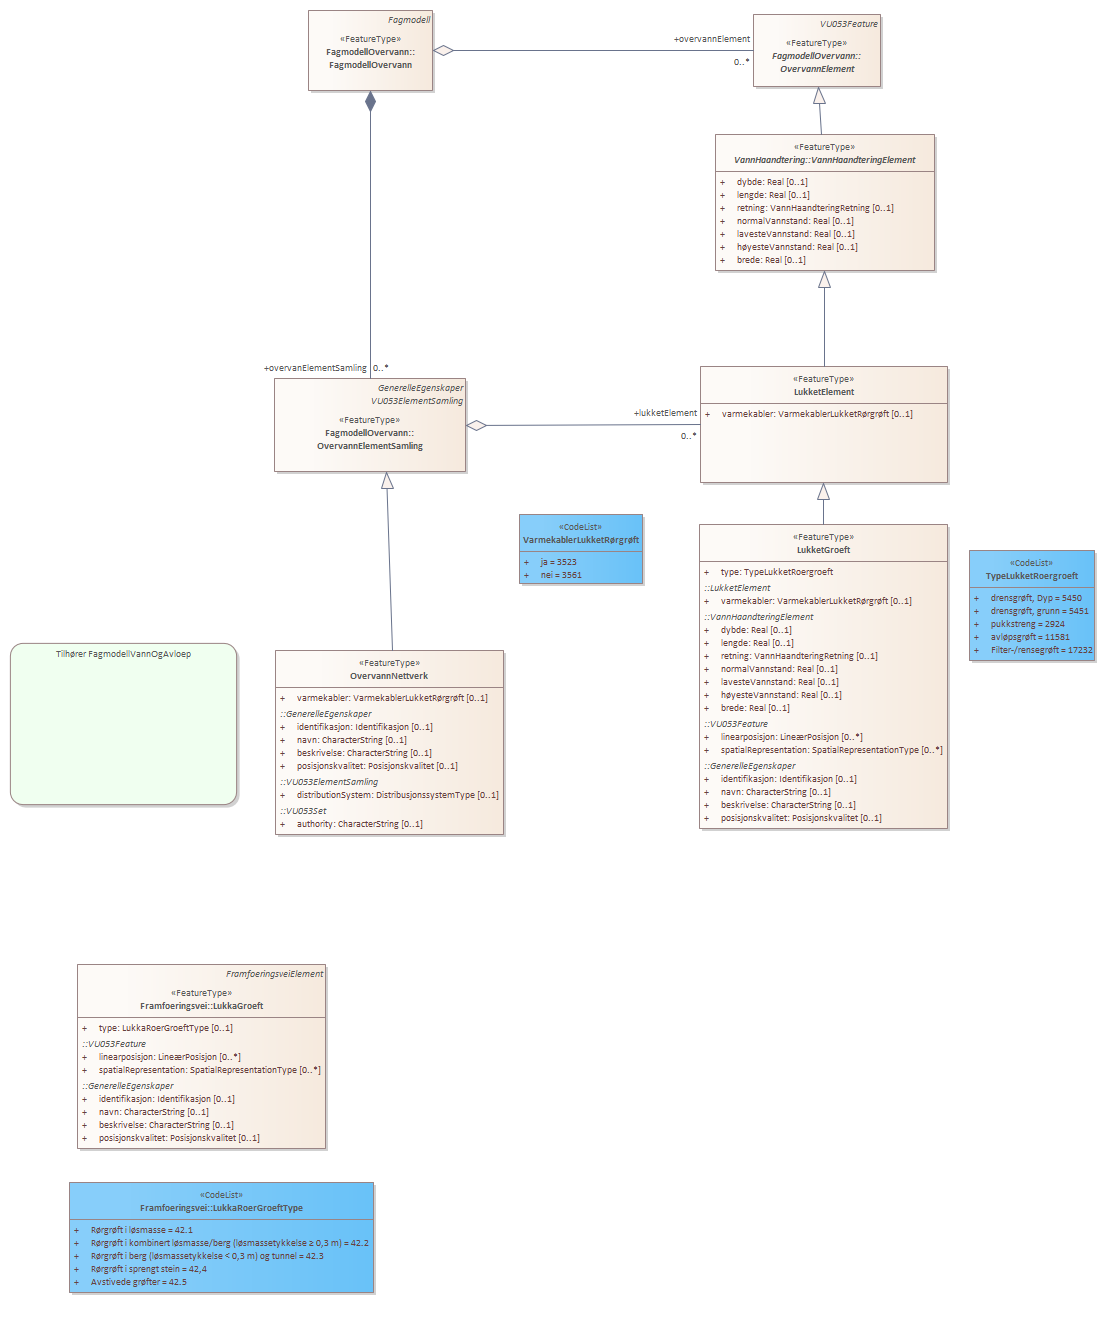 Fagmodell
«FeatureType»
FagmodellOvervann::
FagmodellOvervann
+overvannElement
0..*
VU053Feature
«FeatureType»
FagmodellOvervann::
OvervannElement
«FeatureType»
VannHaandtering::VannHaandteringElement
+ dybde: Real [0..1]
+ lengde: Real [0..1]
+ retning: VannHaandteringRetning [0..1]
+ normalVannstand: Real [0..1]
+ lavesteVannstand: Real [0..1]
+ høyesteVannstand: Real [0..1]
+ brede: Real [0..1]
+overvanElementSamling 0..*
GenerelleEgenskaper
VU053ElementSamling
«FeatureType»
FagmodellOvervann::
OvervannElementSamling
+lukketElement
0..*
«FeatureType»
LukketElement
+ varmekabler: VarmekablerLukketRørgrøft [0..1]
«CodeList»
VarmekablerLukketRørgrøft
+ ja = 3523
+ nei = 3561
«FeatureType»
LukketGroeft
+ type: TypeLukketRoergroeft
::LukketElement
+ varmekabler: VarmekablerLukketRørgrøft [0..1]
::VannHaandteringElement
+ dybde: Real [0..1]
+ lengde: Real [0..1]
+ retning: VannHaandteringRetning [0..1]
+ normalVannstand: Real [0..1]
+ lavesteVannstand: Real [0..1]
+ høyesteVannstand: Real [0..1]
+ brede: Real [0..1]
::VU053Feature
+ linearposisjon: LineærPosisjon [0..*]
+ spatialRepresentation: SpatialRepresentationType [0..*]
::GenerelleEgenskaper
+ identifikasjon: Identifikasjon [0..1]
+ navn: CharacterString [0..1]
+ beskrivelse: CharacterString [0..1]
+ posisjonskvalitet: Posisjonskvalitet [0..1]
«CodeList»
TypeLukketRoergroeft
+ drensgrøft, Dyp = 5450
+ drensgrøft, grunn = 5451
+ pukkstreng = 2924
+ avløpsgrøft = 11581
+ Filter-/rensegrøft = 17232
Tilhører FagmodellVannOgAvloep
«FeatureType»
OvervannNettverk
+ varmekabler: VarmekablerLukketRørgrøft [0..1]
::GenerelleEgenskaper
+ identifikasjon: Identifikasjon [0..1]
+ navn: CharacterString [0..1]
+ beskrivelse: CharacterString [0..1]
+ posisjonskvalitet: Posisjonskvalitet [0..1]
::VU053ElementSamling
+ distributionSystem: DistribusjonssystemType [0..1]
::VU053Set
+ authority: CharacterString [0..1]
FramfoeringsveiElement
«FeatureType»
Framfoeringsvei::LukkaGroeft
+ type: LukkaRoerGroeftType [0..1]
::VU053Feature
+ linearposisjon: LineærPosisjon [0..*]
+ spatialRepresentation: SpatialRepresentationType [0..*]
::GenerelleEgenskaper
+ identifikasjon: Identifikasjon [0..1]
+ navn: CharacterString [0..1]
+ beskrivelse: CharacterString [0..1]
+ posisjonskvalitet: Posisjonskvalitet [0..1]
«CodeList»
Framfoeringsvei::LukkaRoerGroeftType
+ Rørgrøft i løsmasse = 42.1
+ Rørgrøft i kombinert løsmasse/berg (løsmassetykkelse ≥ 0,3 m) = 42.2
+ Rørgrøft i berg (løsmassetykkelse < 0,3 m) og tunnel = 42.3
+ Rørgrøft i sprengt stein = 42,4
+ Avstivede grøfter = 42.5